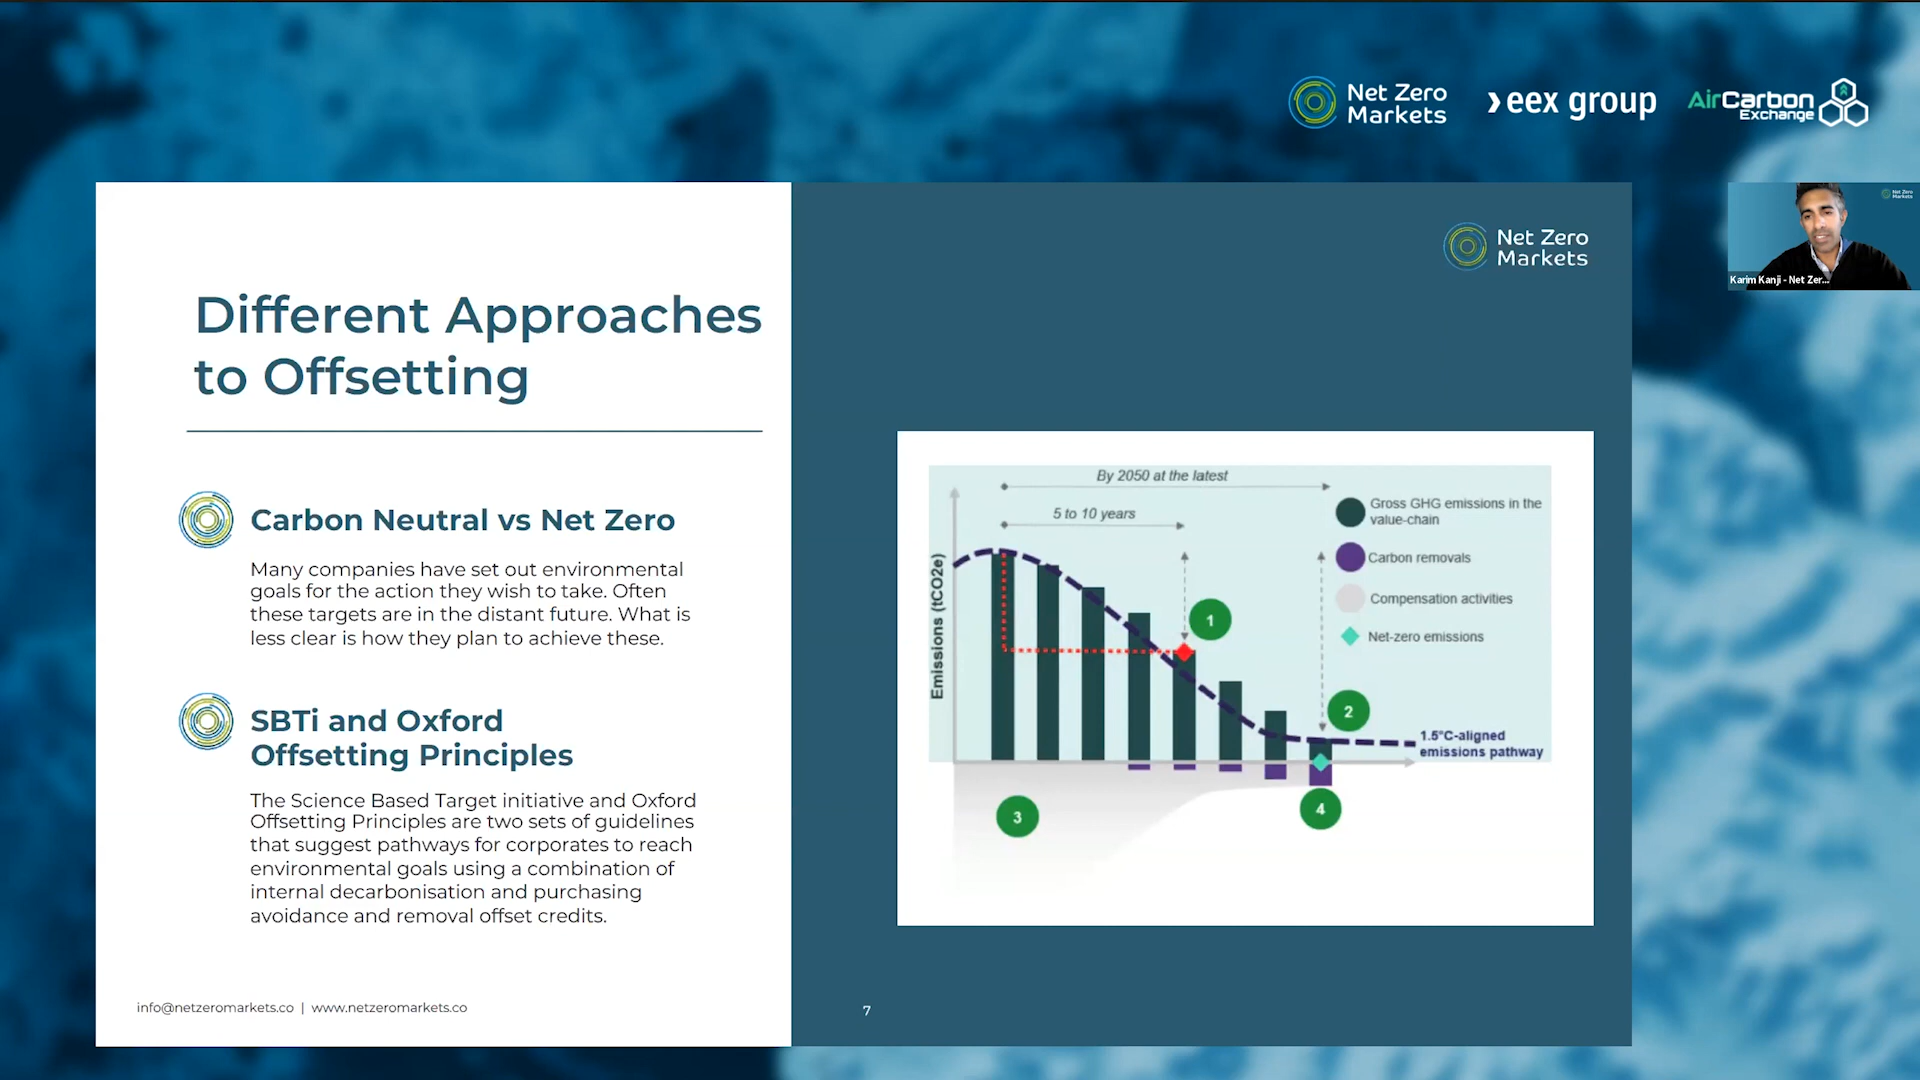 Net Zero
Markets
eex group
AirCarbon
Exchange
Net Zero
Markets
Karim Kanji - Net Zer...
Net Zero
Markets
Different Approaches
to Offsetting
Carbon Neutral vs Net Zero
Many companies have set out environmental
goals for the action they wish to take. Often
these targets are in the distant future. What is
less clear is how they plan to achieve these.
SBTi and Oxford
Offsetting Principles
The Science Based Target initiative and Oxford
Offsetting Principles are two sets of guidelines
that suggest pathways for corporates to reach
environmental goals using a combination of
internal decarbonisation and purchasing
avoidance and removal offset credits.
info@netzeromarkets.co | www.netzeromarkets.co
By 2050 at the latest
5 to 10 years
Emissions (tCO2e)
Gross GHG emissions in the
value-chain
Carbon removals
Compensation activities
Net-zero emissions
1
2
1.5°C-aligned
emissions pathway
3
4
7